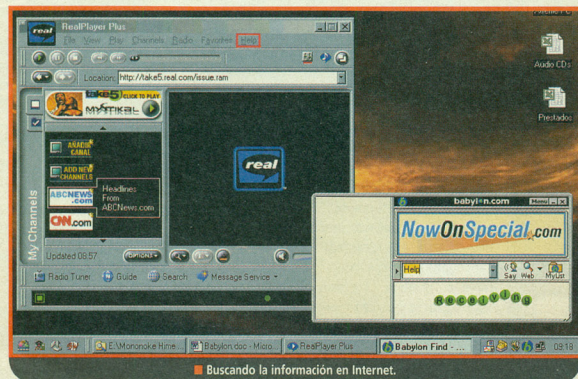 RealPlayer Plus
real
File View Play Channels Radio Favorites Help
Location: http://take5.real.com/issue.ram
take5 CLICK TO PLAY
MYSTIKAL
AÑADIR CANAL
ADD NEW CHANNELS
ABCNEWS.com
CNN.com
Headlines
From
ABCNews.com
My Channels
real
Updated 08:57
OPTIONS
Radio Tuner Guide Search Message Service
Audio CDs
Prestados
babylon.com
Menu
NowOnSpecial.com
Help
Say Web MyList
Receiving
E:\Mononoke Hime...
Babylon.doc - Micro...
RealPlayer Plus
Babylon Find - ...
09:18
Buscando la información en Internet.